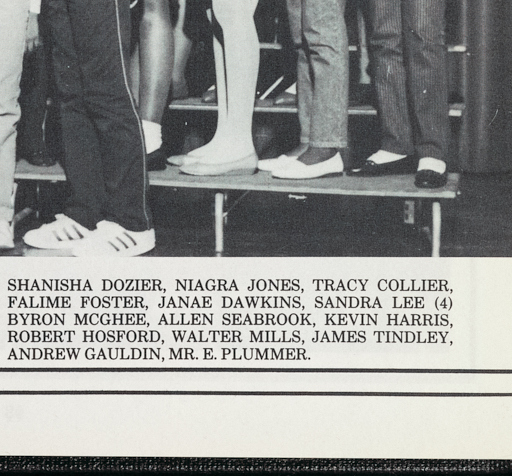 SHANISHA DOZIER, NIAGRA JONES, TRACY COLLIER,
FALIME FOSTER, JANAE DAWKINS, SANDRA LEE (4)
BYRON MCGHEE, ALLEN SEABROOK, KEVIN HARRIS,
ROBERT HOSFORD, WALTER MILLS, JAMES TINDLEY,
ANDREW GAULDIN, MR. E. PLUMMER.